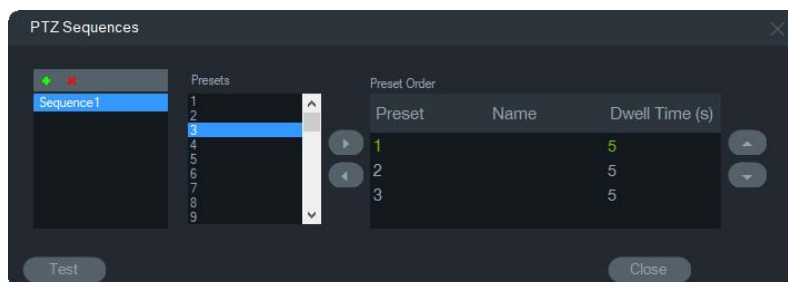 PTZ Sequences
Sequence1
Presets
1
2
3
4
5
6
7
8
9
Preset Order
Preset Name Dwell Time (s)
1 5
2 5
3 5
Test
Close